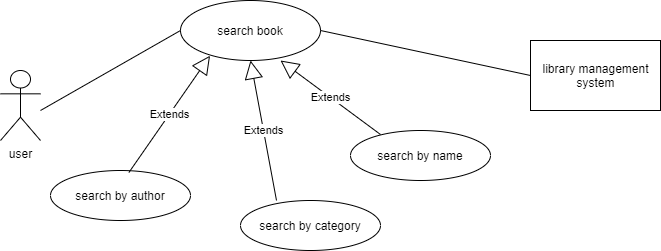 search book
library management
system
Extends
Extends
Extends
user
search by name
search by author
search by category